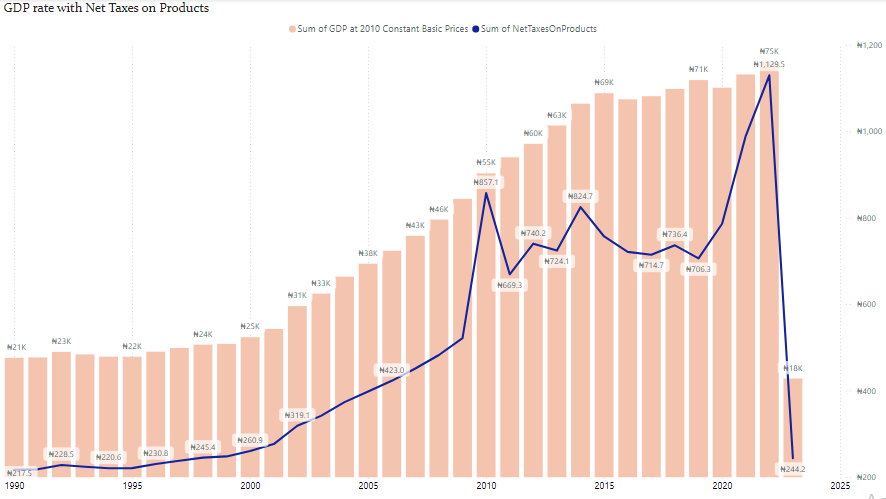 GDP rate with Net Taxes on Products
Sum of GDP at 2010 Constant Basic Prices Sum of NetTaxesOnProducts
₦75K ₦1,200
₦1,129.5
₦71K
₦69K
₦63K
₦60K ₦1,000
₦55K
₦857.1
₦46K ₦824.7 ₦800
₦43K ₦740.2 ₦736.4
₦38K ₦724.1 ₦714.7 ₦706.3
₦33K ₦669.3
₦31K ₦600
₦25K
₦24K
₦21K ₦23K ₦22K
₦423.0 ₦18K
₦400
₦319.1
₦217.5 ₦228.5 ₦220.6 ₦230.8 ₦245.4 ₦260.9 ₦244.2
₦200
1990 1995 2000 2005 2010 2015 2020 2025